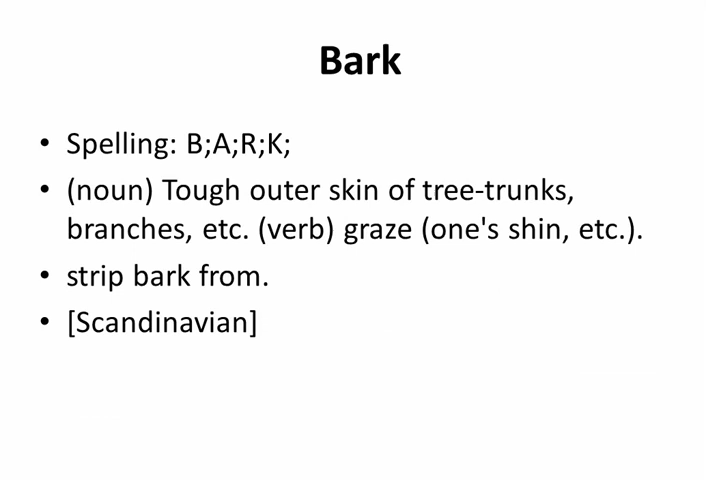 Bark
• Spelling: B;A;R;K;
• (noun) Tough outer skin of tree-trunks,
branches, etc. (verb) graze (one's shin, etc.).
• strip bark from.
• [Scandinavian]